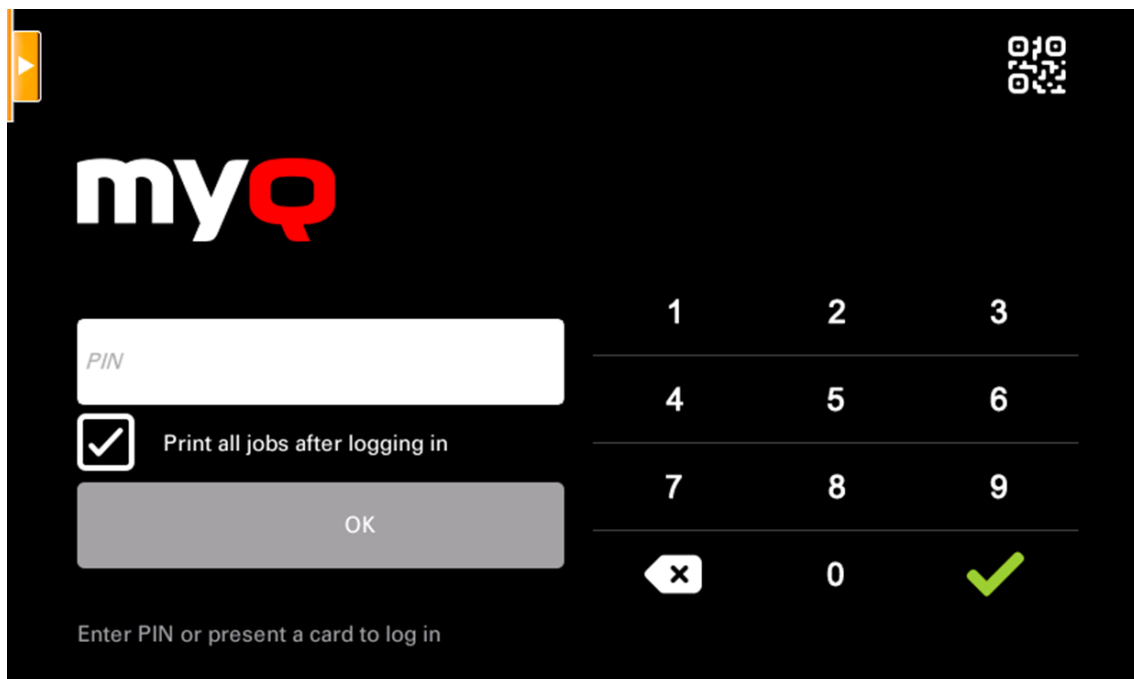 myQ
PIN
Print all jobs after logging in
OK
Enter PIN or present a card to log in
1 2 3
4 5 6
7 8 9
0